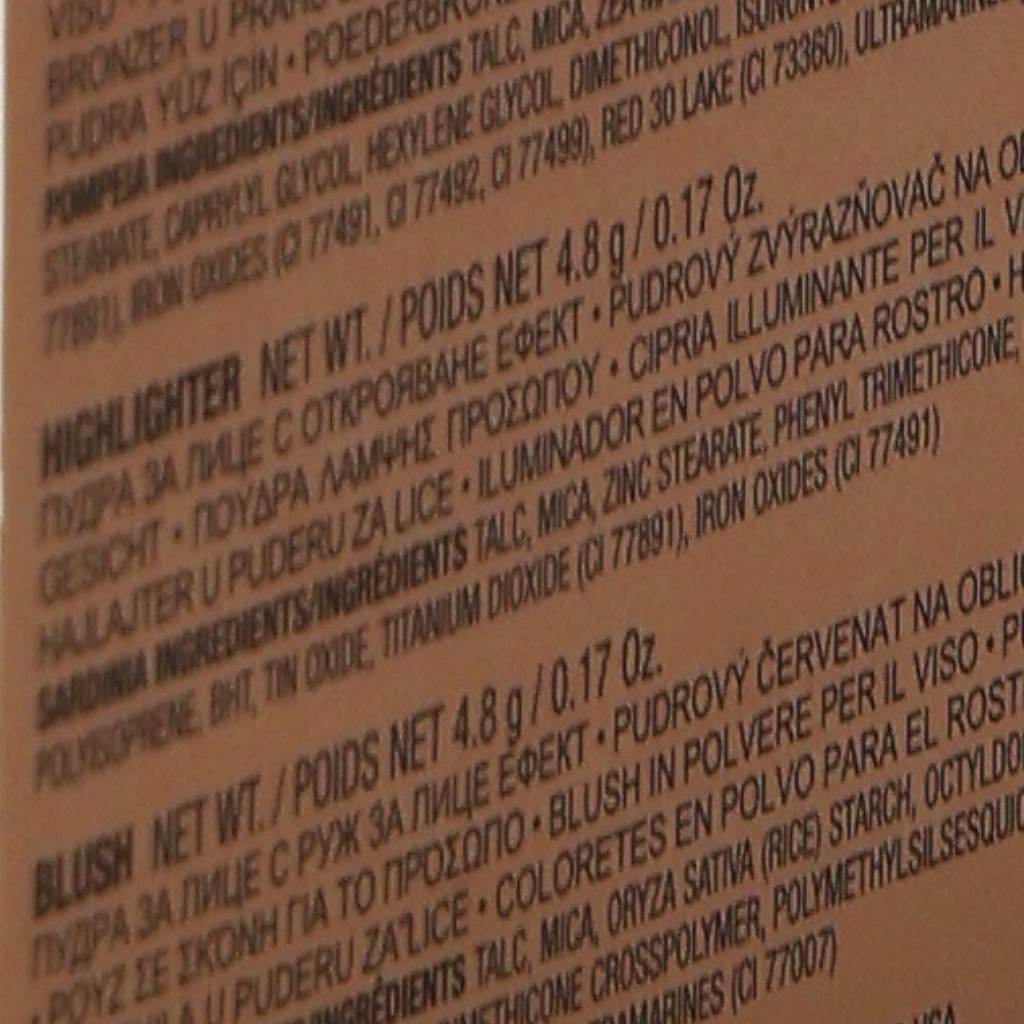 VISO
BRONZER U PRAHU
PUDRA YÜZ IÇIN • POEDERBRONZER
POMPEIA INGREDIENTS/INGRÉDIENTS TALC, MICA, ZEA
STEARATE, CAPRYLYL GLYCOL, HEXYLENE GLYCOL, DIMETHICONOL,
77891), IRON OXIDES (CI 77491, CI 77492, CI 77499), RED 30 LAKE (CI 73360), ULTRAMARINES
HIGHLIGHTER NET WT. / POIDS NET 4.8 g / 0.17 Oz.
ПУДРА ЗА ЛИЦЕ С ОТКРОЯВАНЕ ЕФЕКТ • PUDROVÝ ZVÝRAZŇOVAČ NA
GESICHT • ΠΟΥΔΡΑ ΛΑΜΨΗΣ ΠΡΟΣΩΠΟΥ • CIPRIA ILLUMINANTE PER IL
HAJLAJTER U PUDERU ZA LICE • ILUMINADOR EN POLVO PARA ROSTRO •
SARDINIA INGREDIENTS/INGRÉDIENTS TALC, MICA, ZINC STEARATE, PHENYL TRIMETHICONE,
POLYISOPRENE, BHT, TIN OXIDE, TITANIUM DIOXIDE (CI 77891), IRON OXIDES (CI 77491)
BLUSH NET WT. / POIDS NET 4.8 g / 0.17 Oz.
ПУДРА ЗА ЛИЦЕ С РУЖ ЗА ЛИЦЕ ЕФЕКТ • PUDROVÝ ČERVENAT NA OBLIČ
• ΡΟΥΖ ΣΕ ΣΚΟΝΗ ΓΙΑ ΤΟ ΠΡΟΣΩΠΟ • BLUSH IN POLVERE PER IL VISO •
U PUDERU ZA LICE • COLORETES EN POLVO PARA EL ROST
INGRÉDIENTS TALC, MICA, ORYZA SATIVA (RICE) STARCH, OCTYLDO
METHICONE CROSSPOLYMER, POLYMETHYLSILSESQUIO
RAMARINES (CI 77007)